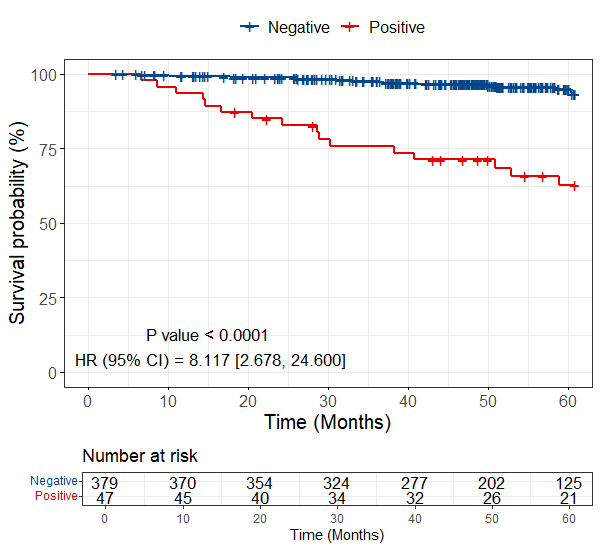 Negative Positive
100
75
50
25
0
Survival probability (%)
P value < 0.0001
HR (95% CI) = 8.117 [2.678, 24.600]
0 10 20 30 40 50 60
Time (Months)
Number at risk
Negative 379 370 354 324 277 202 125
Positive 47 45 40 34 32 26 21
0 10 20 30 40 50 60
Time (Months)